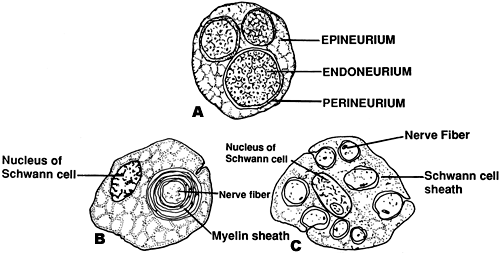 EPINEURIUM
ENDONEURIUM
PERINEURIUM
A
Nucleus of
Schwann cell
Nerve fiber
Myelin sheath
B
Nucleus of
Schwann cell
Nerve Fiber
Schwann cell
sheath
C